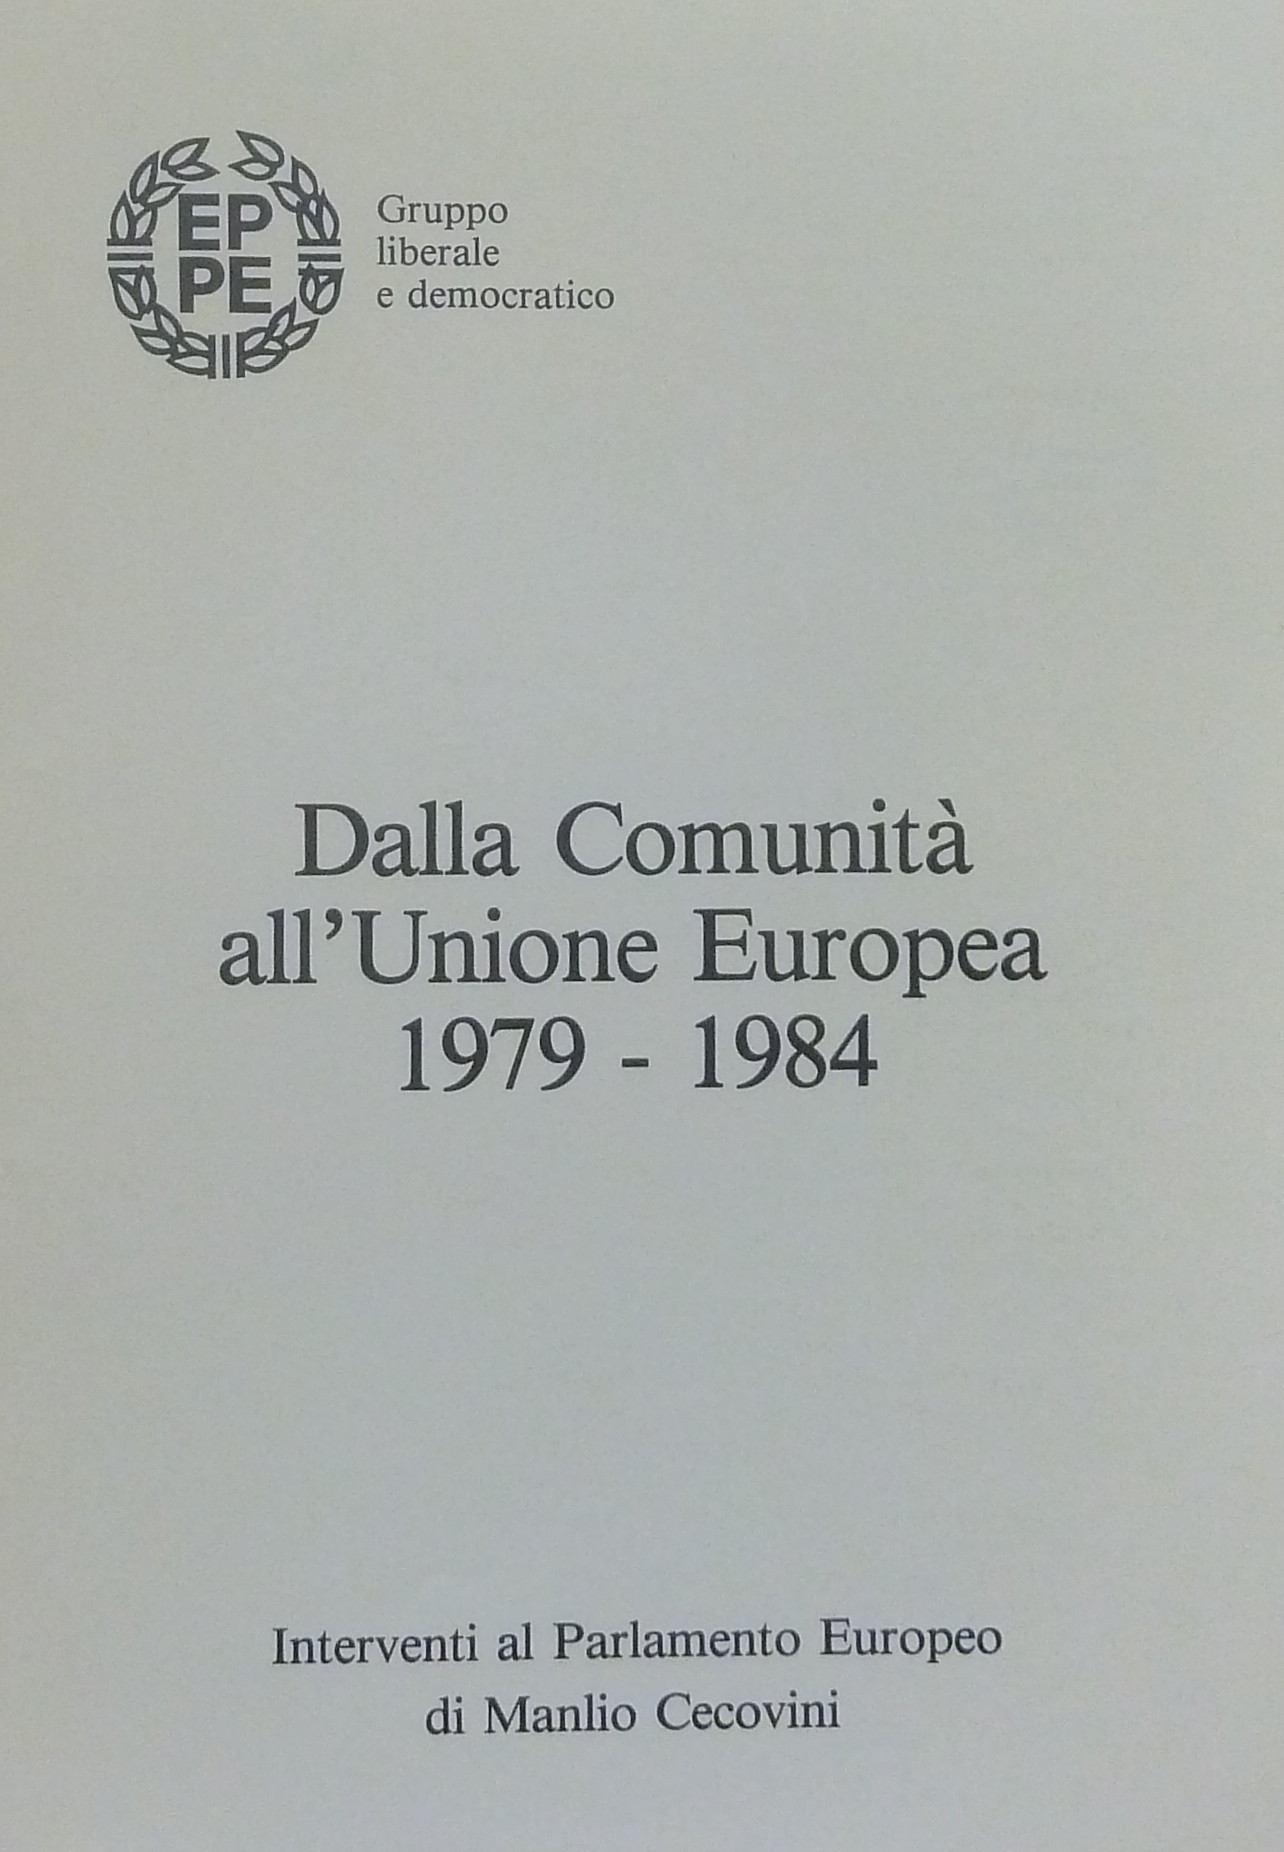 EP
PE
Gruppo
liberale
e democratico
Dalla Comunità
all'Unione Europea
1979 - 1984
Interventi al Parlamento Europeo
di Manlio Cecovini